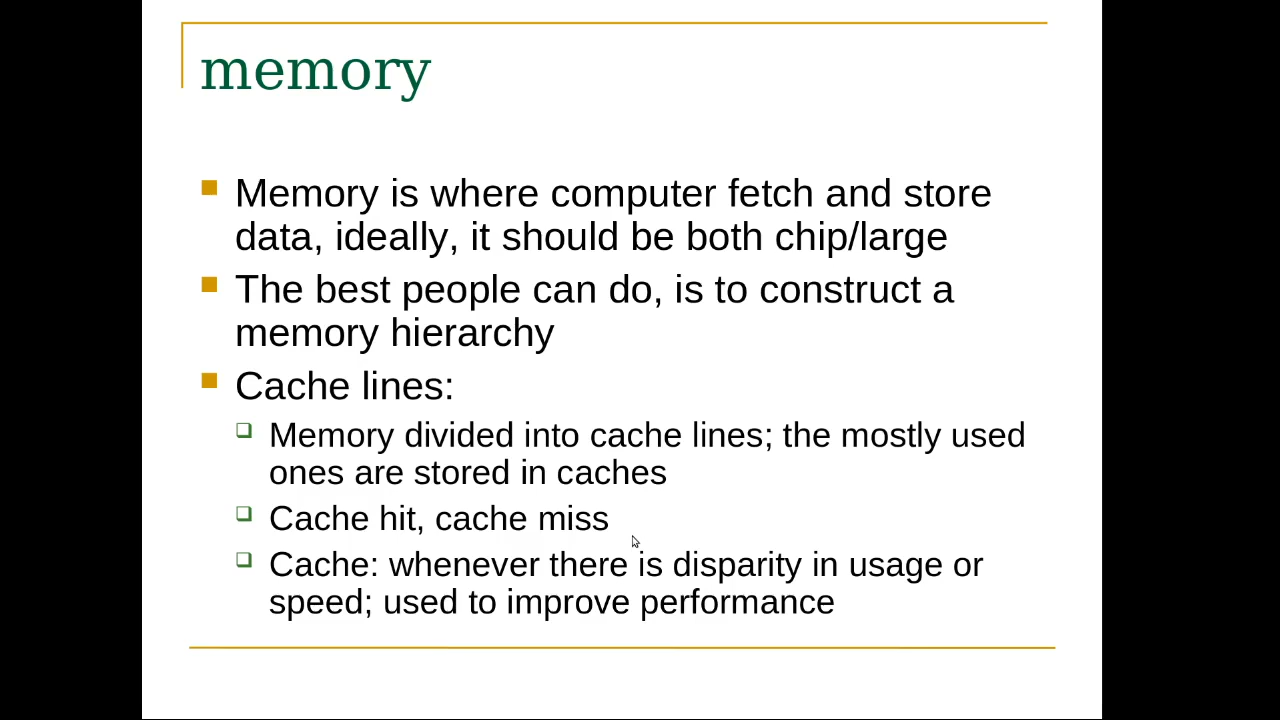 memory
Memory is where computer fetch and store
data, ideally, it should be both chip/large
The best people can do, is to construct a
memory hierarchy
Cache lines:
Memory divided into cache lines; the mostly used
ones are stored in caches
Cache hit, cache miss
Cache: whenever there is disparity in usage or
speed; used to improve performance